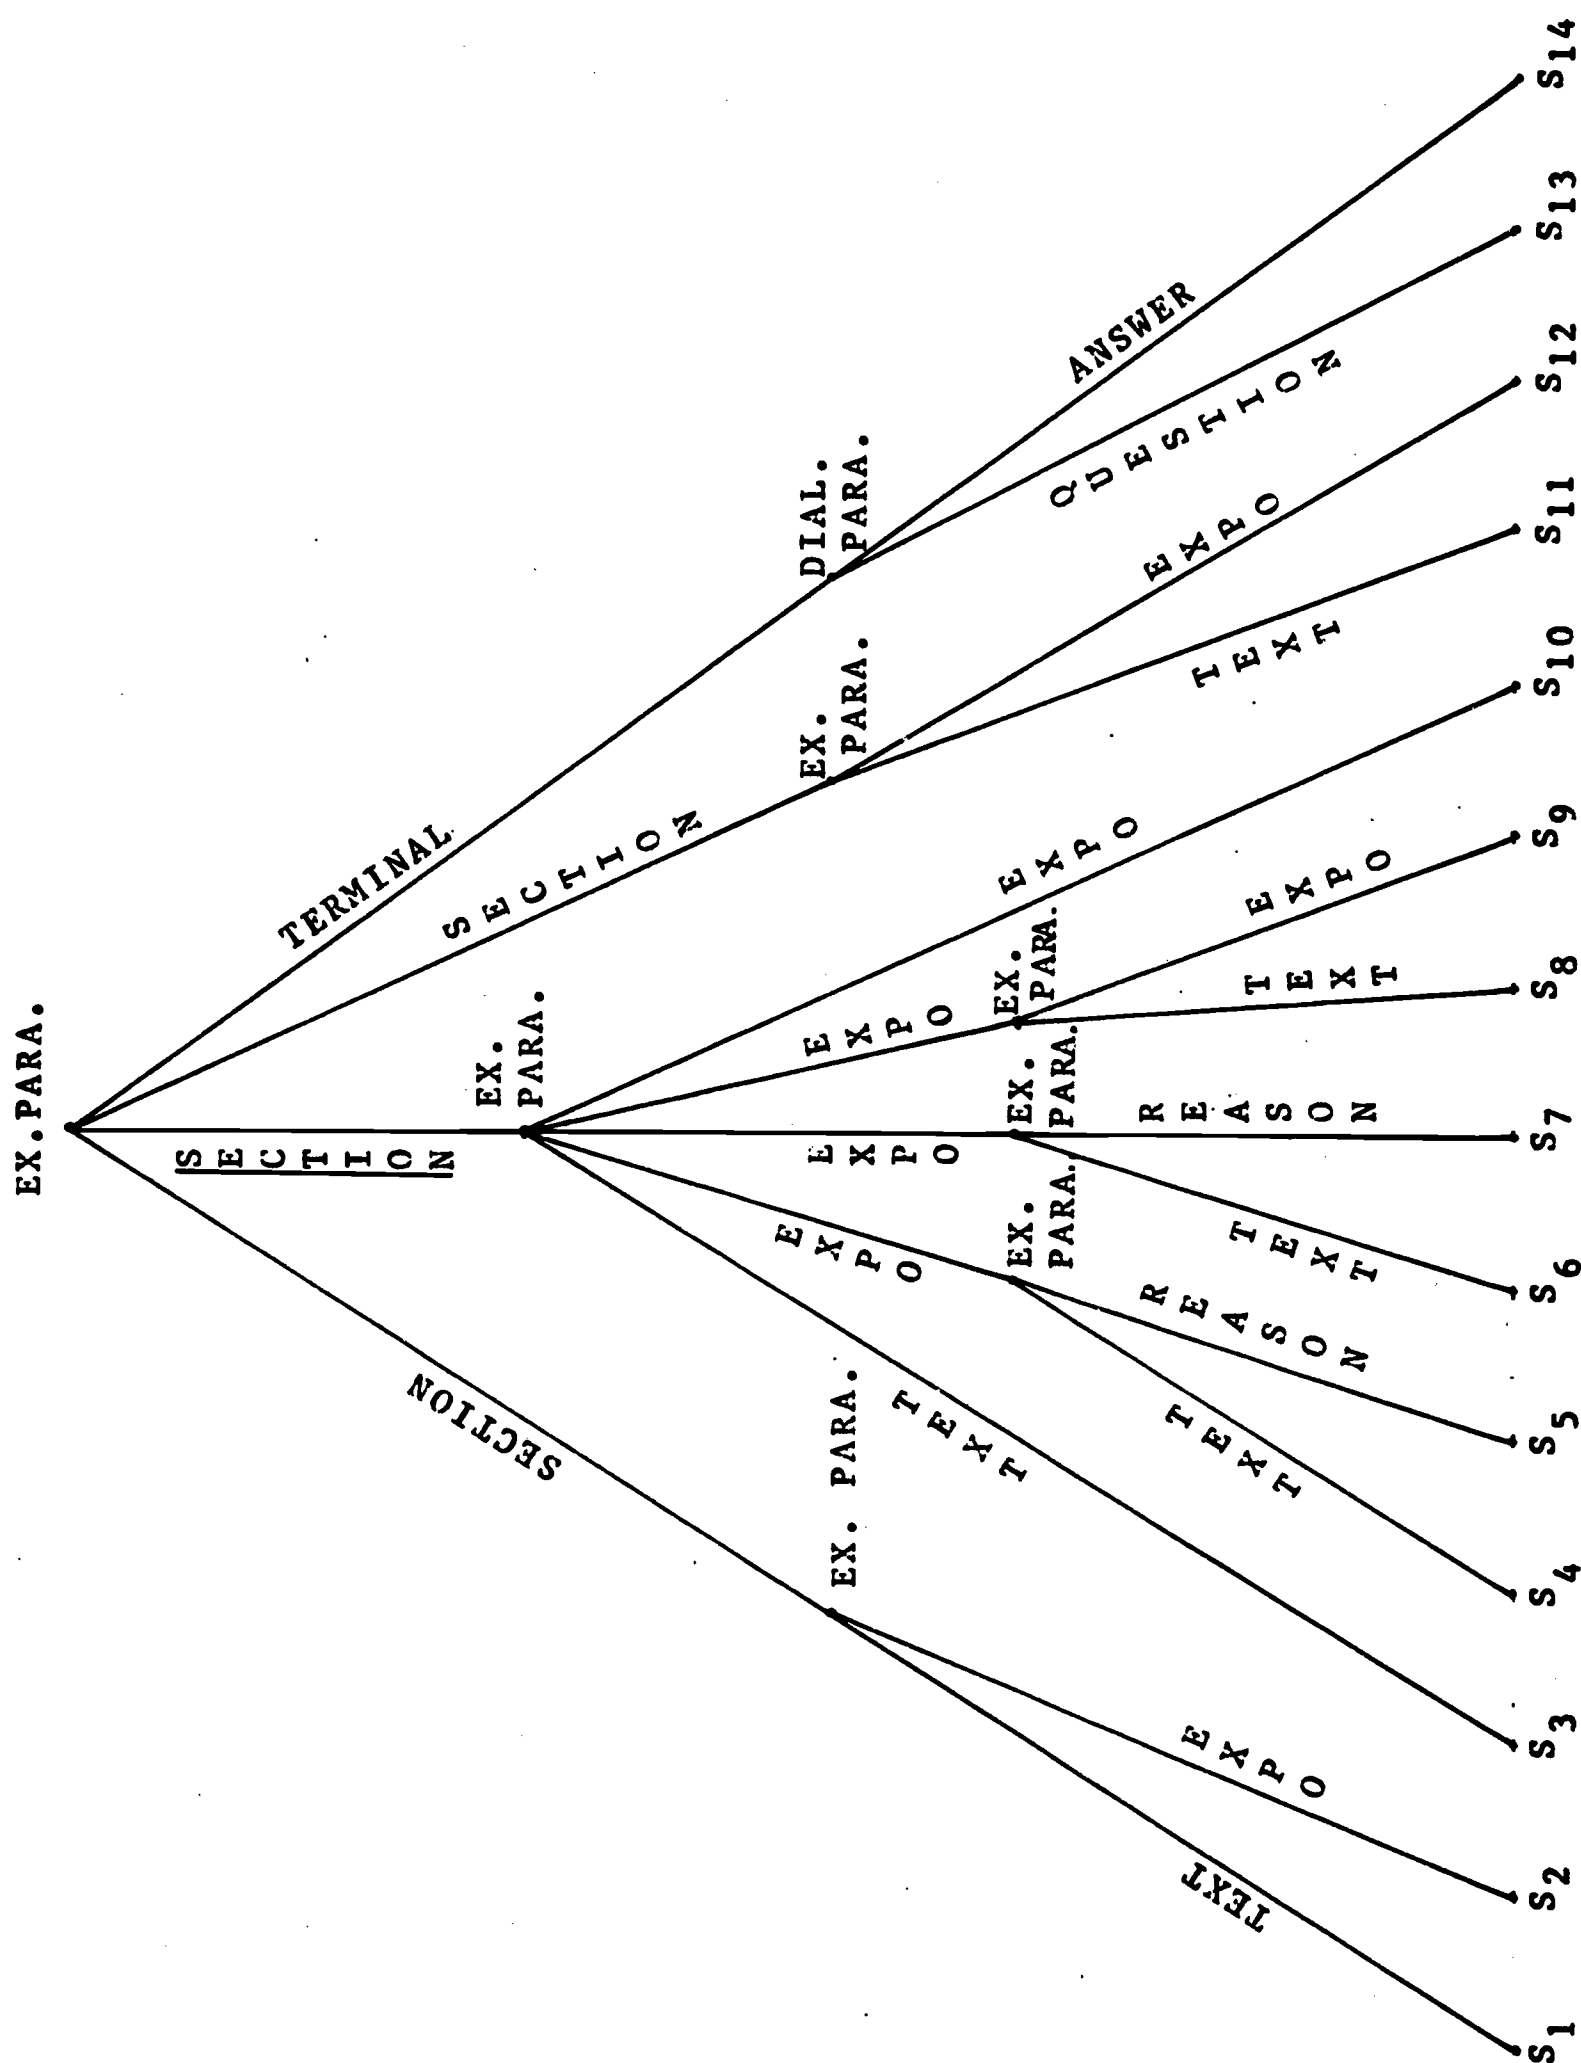 EX.PARA.
TERMINAL
SECTION
SECTION
SECTION
EX.
PARA.
DIAL.
PARA.
EX.
PARA.
EX. PARA.
ANSWER
QUESTION
EXPO
TEXT
EXPO
EXPO
EXPO
EXPO
TEXT
EX.
PARA.
EX.
PARA.
EX.
PARA.
EXPO
TEXT
REASON
TEXT
REASON
TEXT
EXPO
TEXT
S1
S2
S3
S4
S5
S6
S7
S8
S9
S10
S11
S12
S13
S14